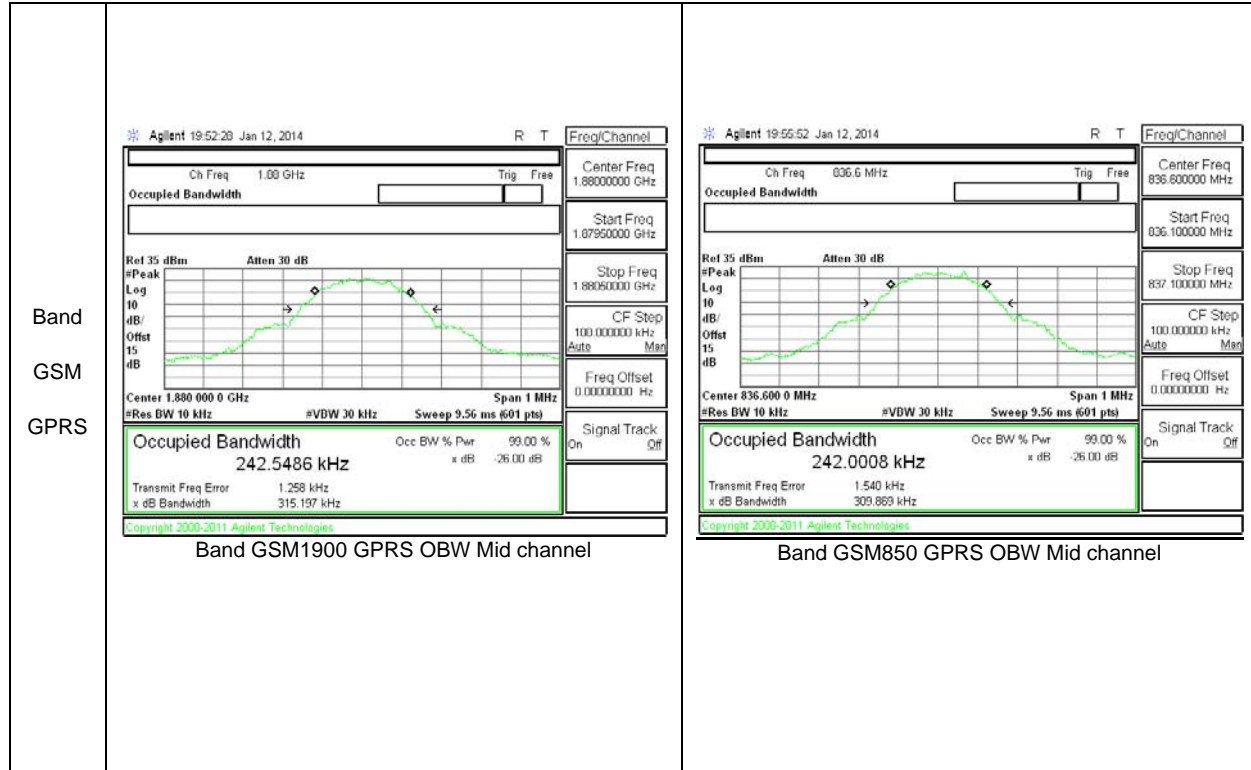 Band
GSM
GPRS
Agilent 19:52:28 Jan 12, 2014 R T
Ch Freq 1.88 GHz Trig Free
Occupied Bandwidth
Ref 35 dBm Atten 30 dB
#Peak
Log
10
dB/
Offst
15
dB
Center 1.880 000 0 GHz Span 1 MHz
#Res BW 10 kHz #VBW 30 kHz Sweep 9.56 ms (601 pts)
Occupied Bandwidth Occ BW % Pwr 99.00 %
242.5486 kHz x dB -26.00 dB
Transmit Freq Error 1.258 kHz
x dB Bandwidth 315.197 kHz
Copyright 2000-2011 Agilent Technologies
Freq/Channel
Center Freq
1.88000000 GHz
Start Freq
1.87950000 GHz
Stop Freq
1.88050000 GHz
CF Step
100.000000 kHz
Auto Man
Freq Offset
0.00000000 Hz
Signal Track
On Off
Band GSM1900 GPRS OBW Mid channel
Agilent 19:55:52 Jan 12, 2014 R T
Ch Freq 836.6 MHz Trig Free
Occupied Bandwidth
Ref 35 dBm Atten 30 dB
#Peak
Log
10
dB/
Offst
15
dB
Center 836.600 0 MHz Span 1 MHz
#Res BW 10 kHz #VBW 30 kHz Sweep 9.56 ms (601 pts)
Occupied Bandwidth Occ BW % Pwr 99.00 %
242.0008 kHz x dB -26.00 dB
Transmit Freq Error 1.540 kHz
x dB Bandwidth 309.869 kHz
Copyright 2000-2011 Agilent Technologies
Freq/Channel
Center Freq
836.600000 MHz
Start Freq
836.100000 MHz
Stop Freq
837.100000 MHz
CF Step
100.000000 kHz
Auto Man
Freq Offset
0.00000000 Hz
Signal Track
On Off
Band GSM850 GPRS OBW Mid channel